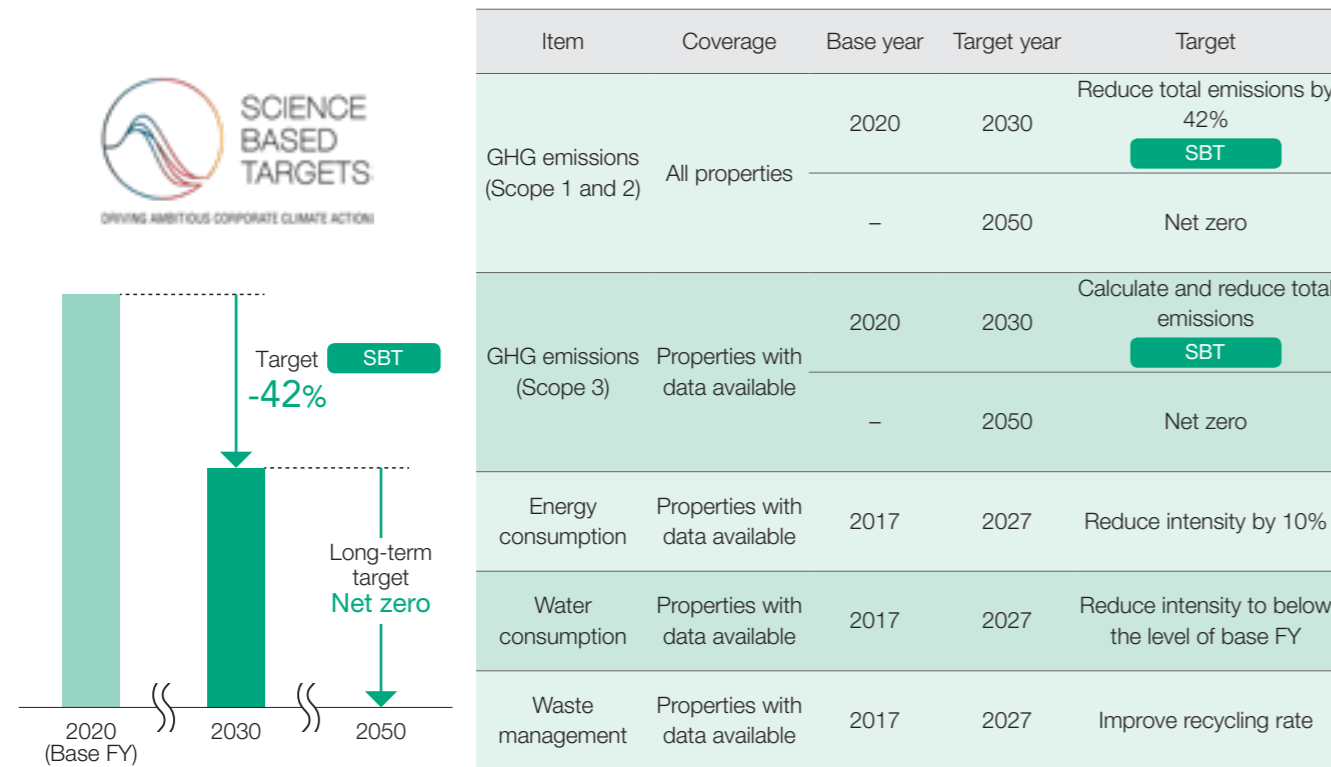 SCIENCE
BASED
TARGETS
DRIVING AMBITIOUS CORPORATE CLIMATE ACTION
Target SBT
-42%
Long-term
target
Net zero
2020
(Base FY)
2030
2050
Item Coverage Base year Target year Target
GHG emissions
(Scope 1 and 2)
All properties
2020 2030 Reduce total emissions by
42%
SBT
– 2050 Net zero
GHG emissions
(Scope 3)
Properties with
data available
2020 2030 Calculate and reduce total
emissions
SBT
– 2050 Net zero
Energy
consumption
Properties with
data available
2017 2027 Reduce intensity by 10%
Water
consumption
Properties with
data available
2017 2027 Reduce intensity to below
the level of base FY
Waste
management
Properties with
data available
2017 2027 Improve recycling rate